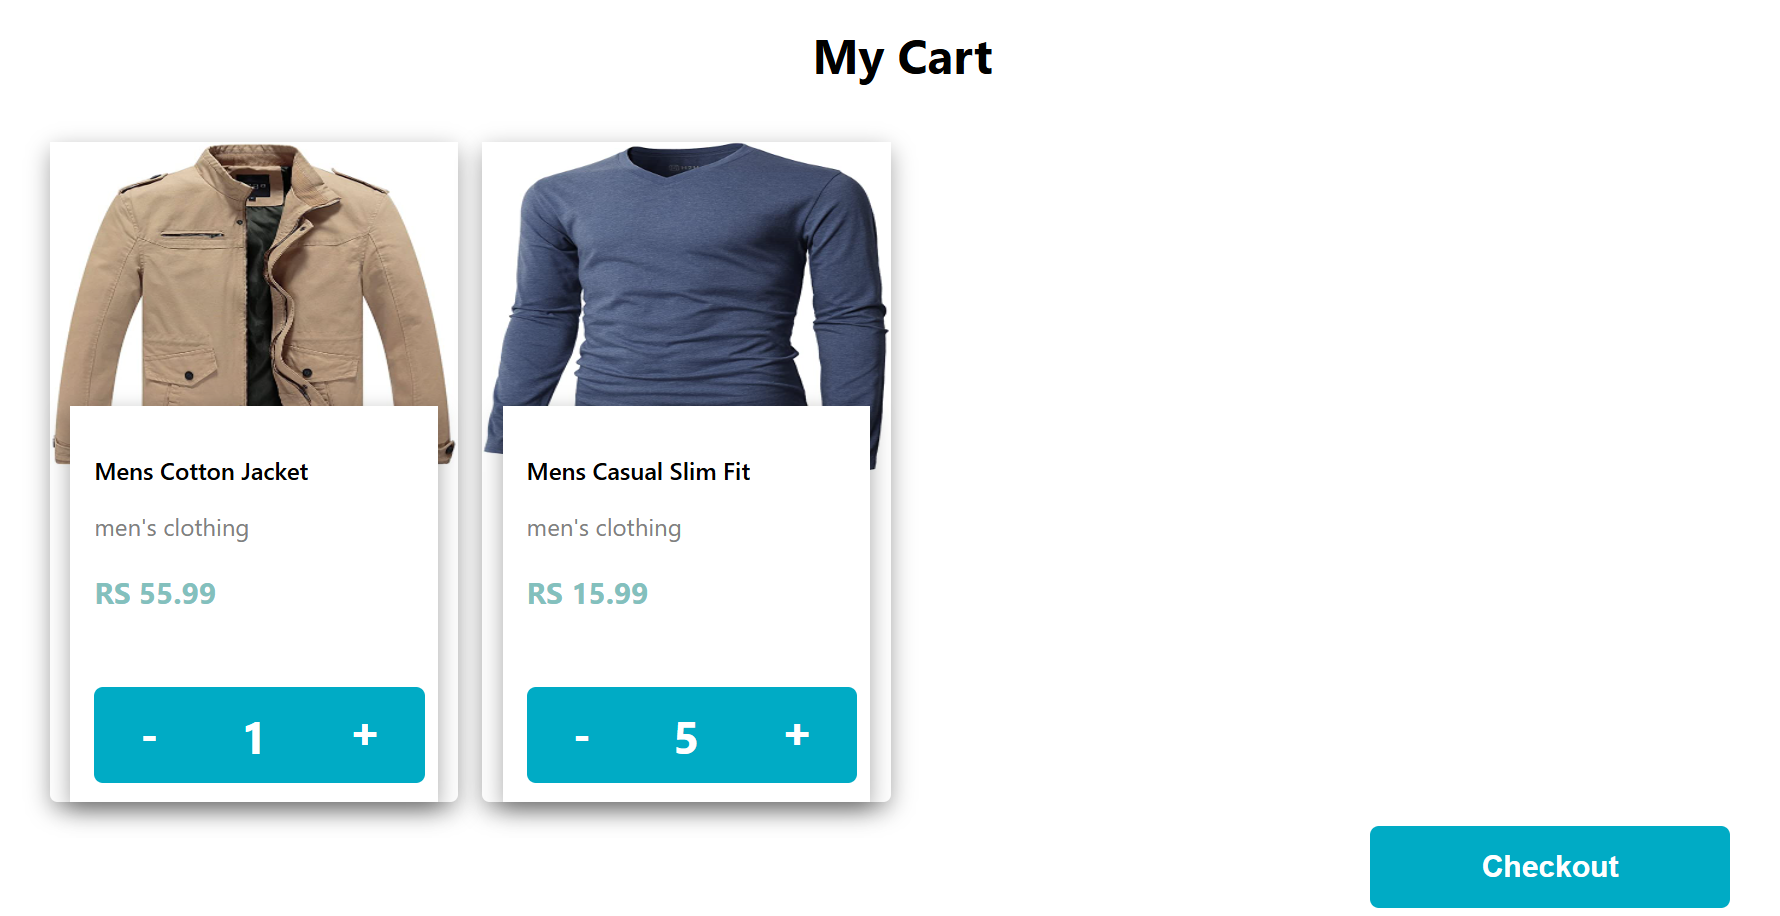 My Cart
Mens Cotton Jacket
men's clothing
RS 55.99
- 1 +
Mens Casual Slim Fit
men's clothing
RS 15.99
- 5 +
Checkout